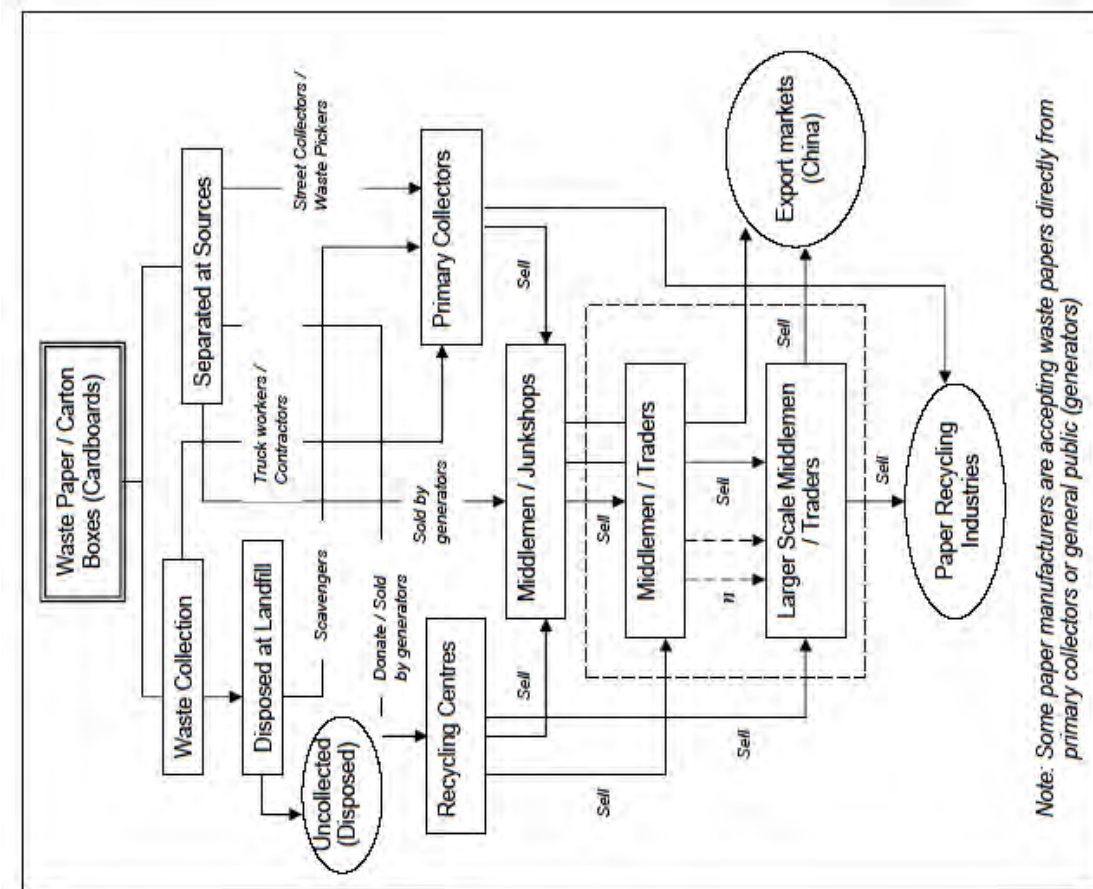 Waste Paper / Carton
Boxes (Cardboards)
Waste Collection
Separated at Sources
Disposed at Landfill
Truck workers /
Contractors
Street Collectors /
Waste Pickers
Scavengers
Uncollected
(Disposed)
Donate / Sold
by generators
Sold by
generators
Recycling Centres
Primary Collectors
Sell
Sell
Middlemen / Junkshops
Sell
Sell
Middlemen / Traders
n
Sell
Sell
Larger Scale Middlemen
/ Traders
Sell
Export markets
(China)
Sell
Paper Recycling
Industries
Note: Some paper manufacturers are accepting waste papers directly from
primary collectors or general public (generators)